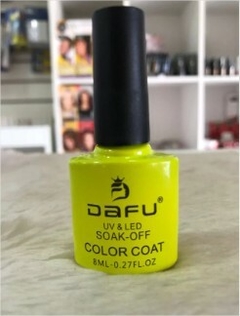 DAFU®
UV & LED
SOAK-OFF
COLOR COAT
8ML-0.27FL.OZ